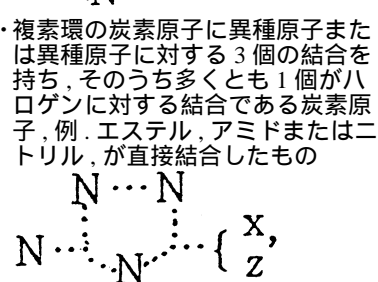 ・複素環の炭素原子に異種原子また
は異種原子に対する3個の結合を
持ち,そのうち多くとも1個がハ
ロゲンに対する結合である炭素原
子,例.エステル,アミドまたはニ
トリル,が直接結合したもの
N…N
N…N…{X,
Z